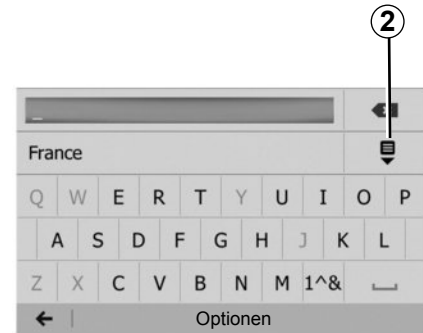 2
_
France
Q W E R T Y U I O P
A S D F G H J K L
Z X C V B N M 1^&
Optionen